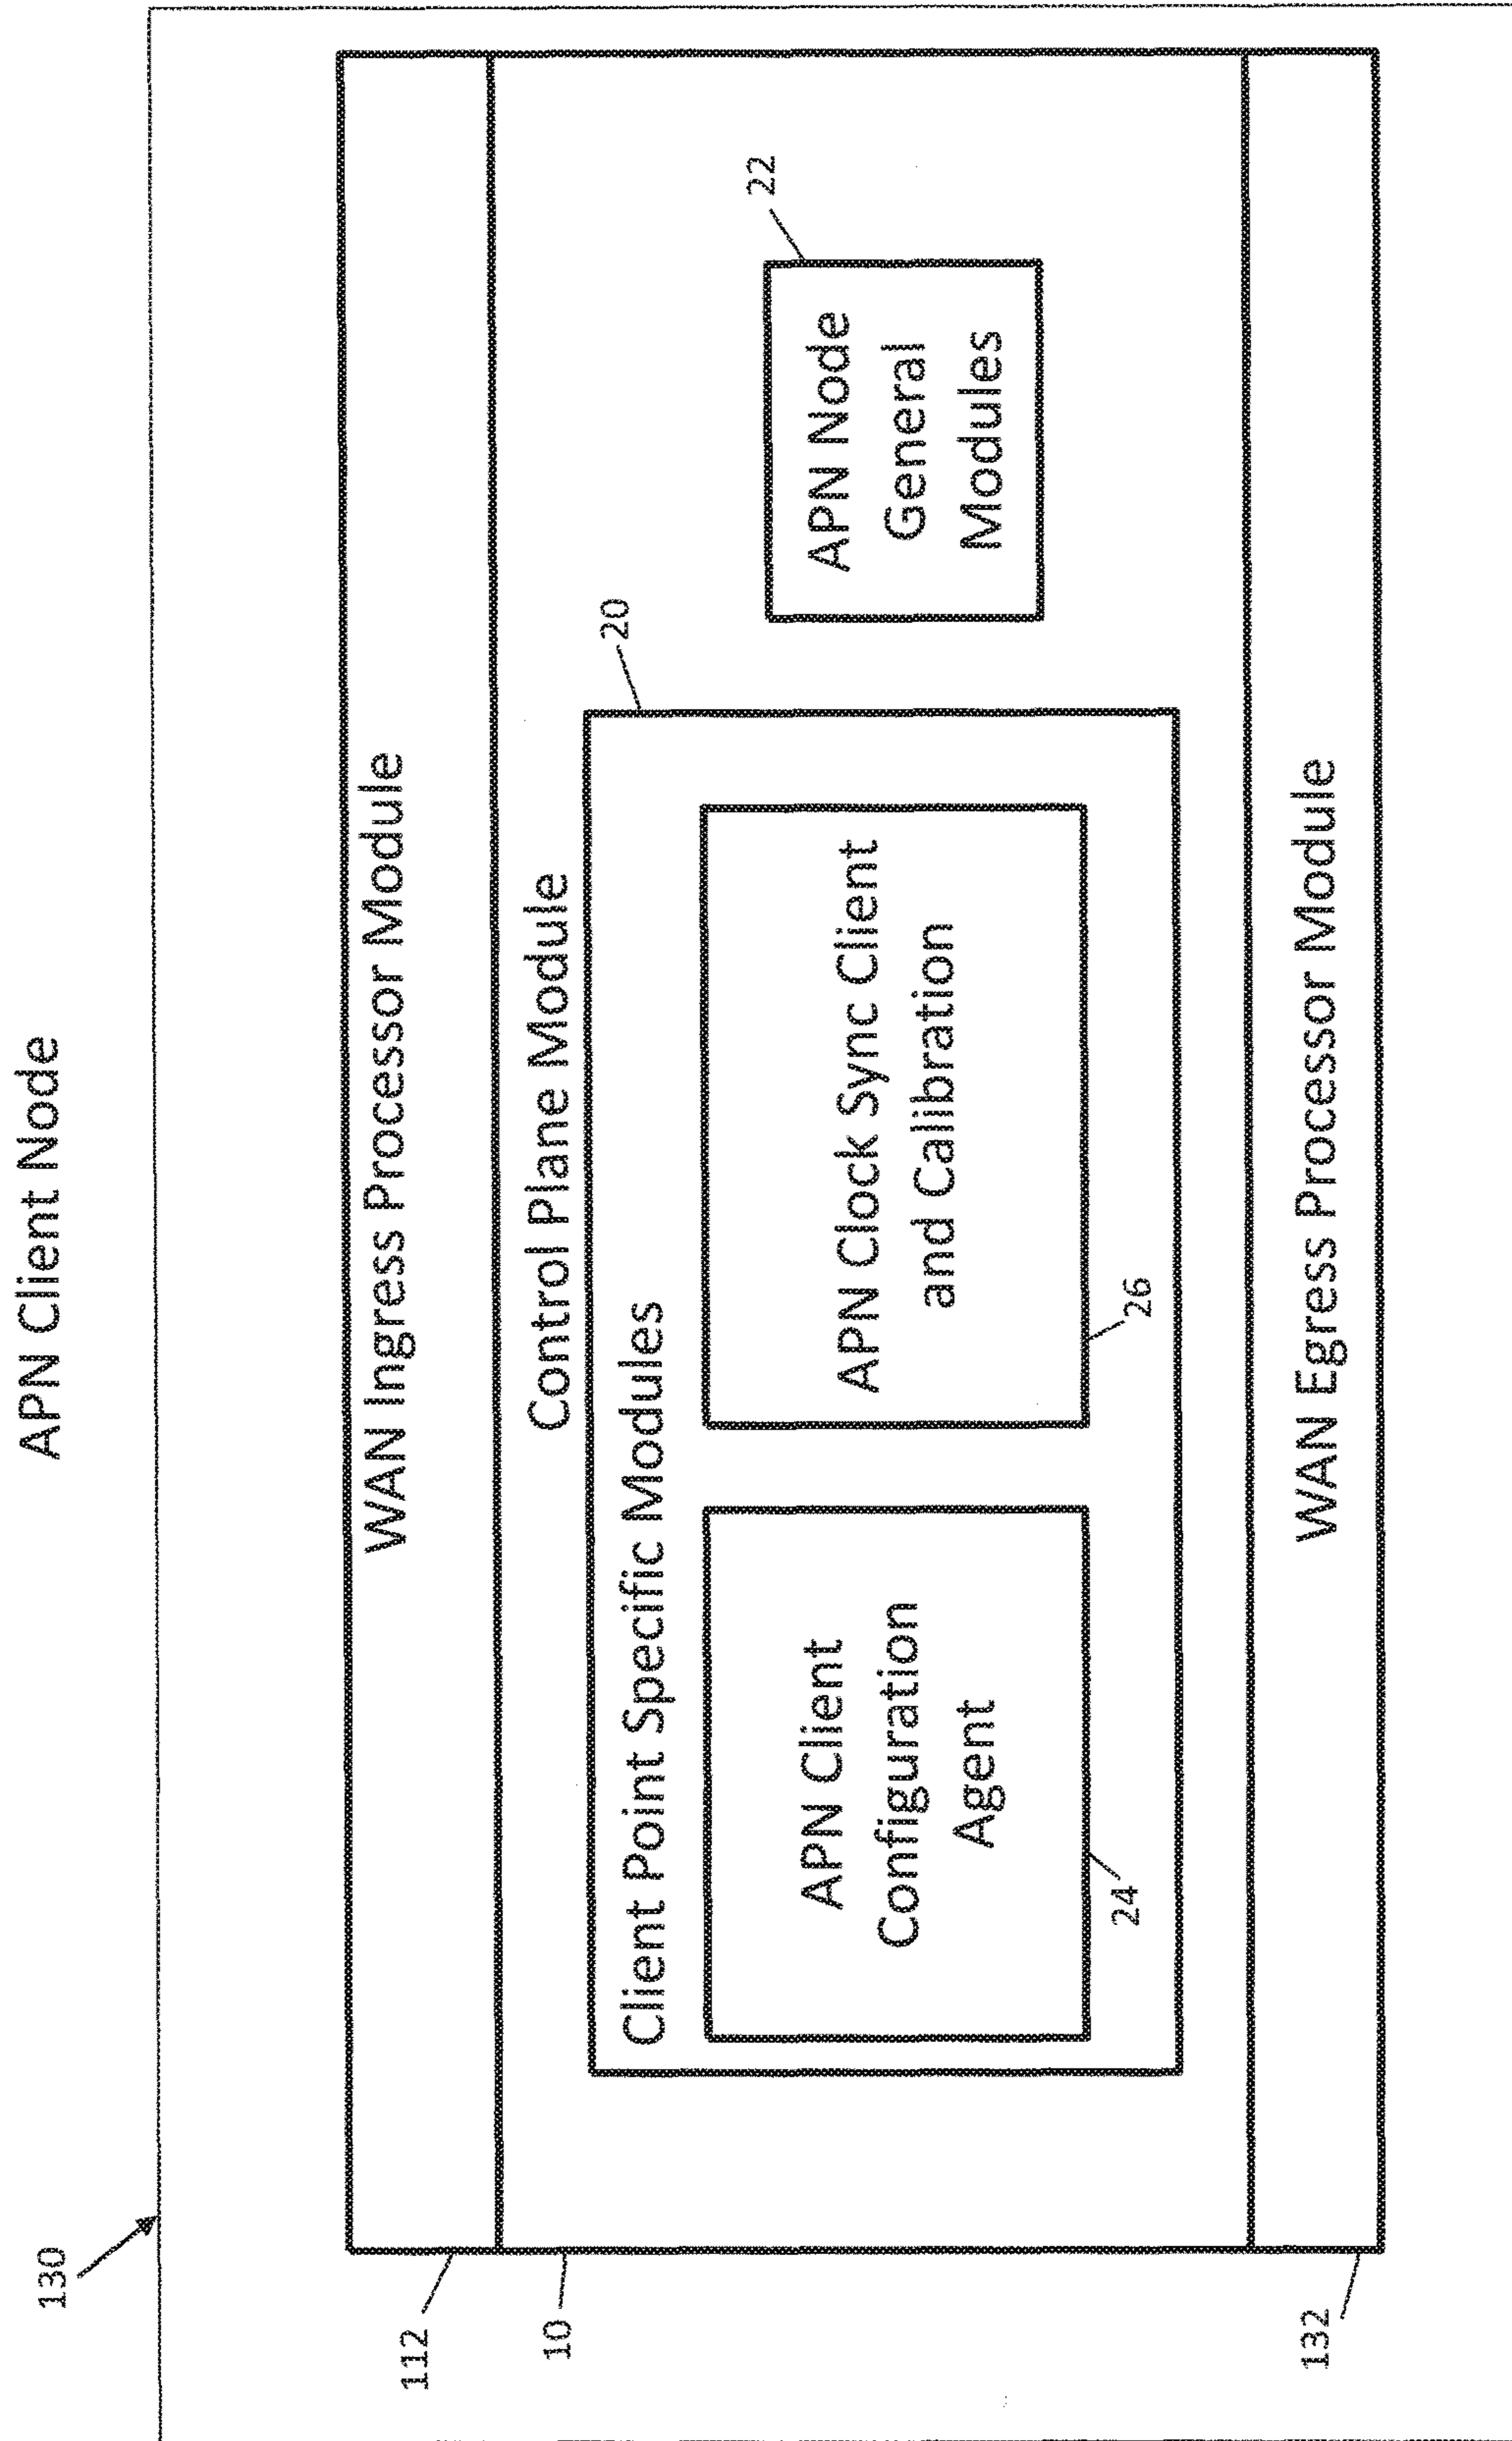 APN Client Node
130
WAN Ingress Processor Module
112
Control Plane Module
10
Client Point Specific Modules
20
APN Client
Configuration
Agent
24
APN Clock Sync Client
and Calibration
26
APN Node
General
Modules
22
WAN Egress Processor Module
132